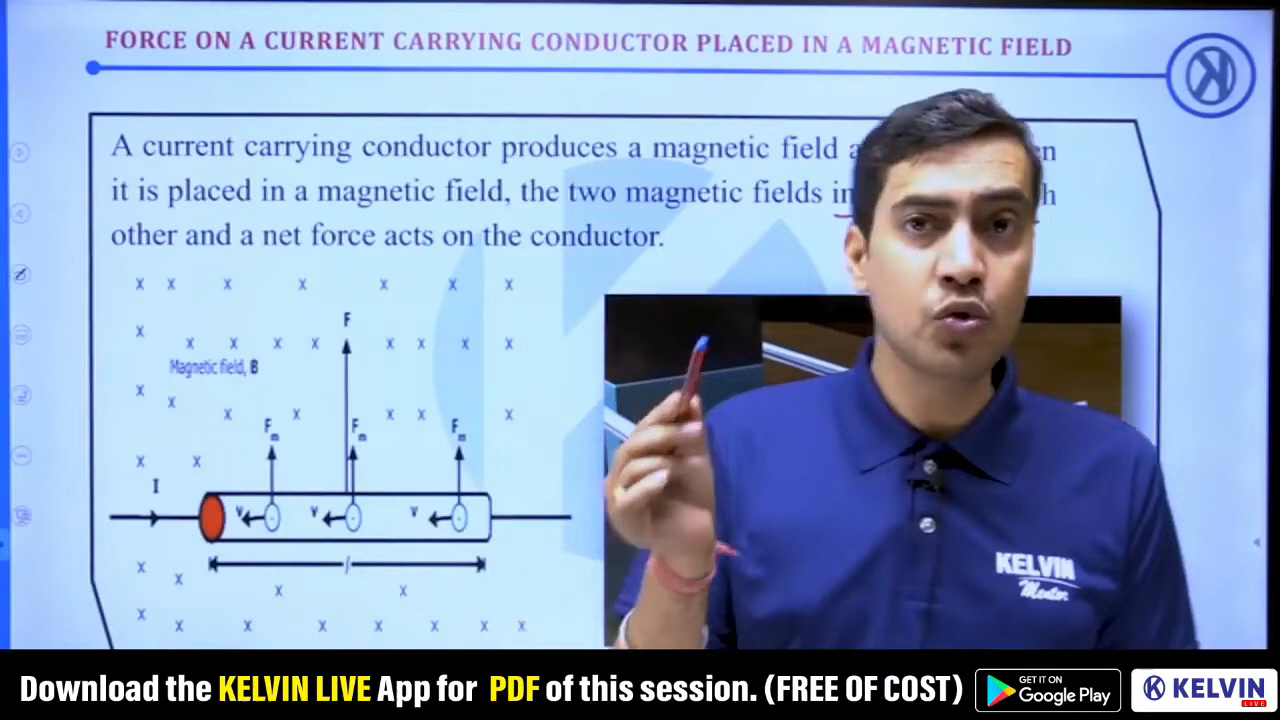 FORCE ON A CURRENT CARRYING CONDUCTOR PLACED IN A MAGNETIC FIELD
A current carrying conductor produces a magnetic field
it is placed in a magnetic field, the two magnetic fields
other and a net force acts on the conductor.
F
Magnetic field, B
Fm Fm Fm
I
v v v
l
KELVIN
Mentor
Download the KELVIN LIVE App for PDF of this session. (FREE OF COST)
GET IT ON
Google Play
KELVIN
LIVE